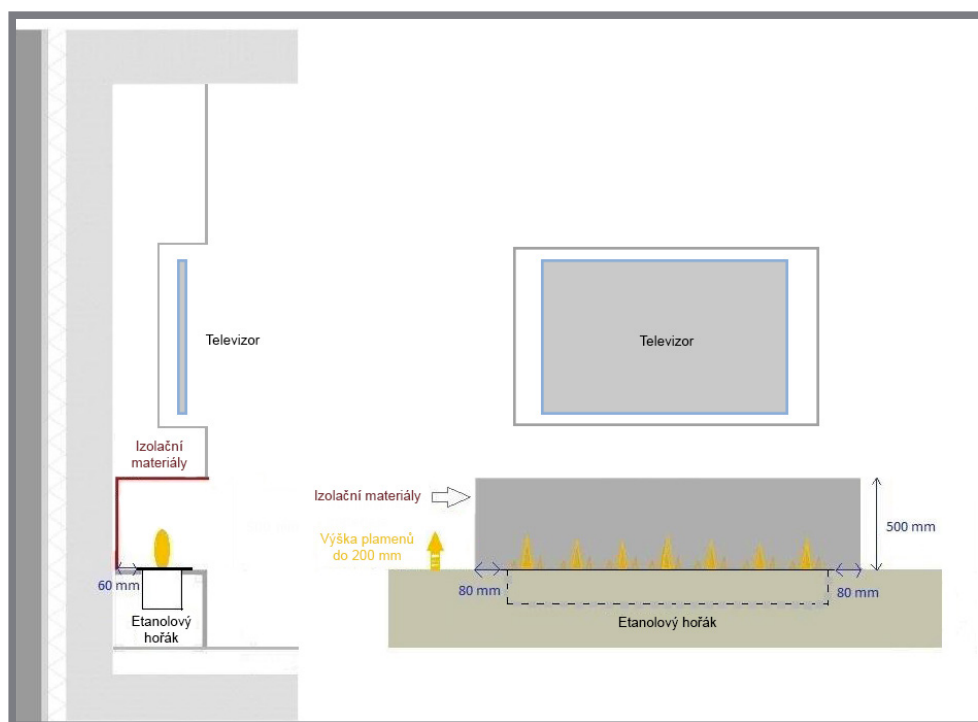 Televizor
Izolační
materiály
60 mm
Etanolový
hořák
Televizor
Izolační materiály
Výška plamenů
do 200 mm
500 mm
80 mm
80 mm
Etanolový hořák